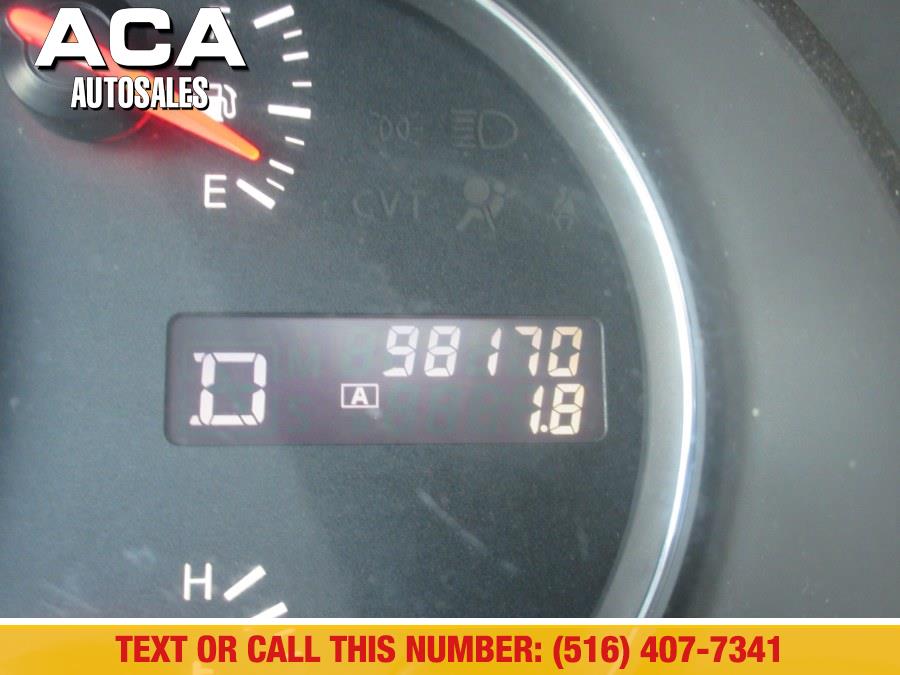 ACA
AUTOSALES
E
CVT
98170
D
A
1.8
H
TEXT OR CALL THIS NUMBER: (516) 407-7341